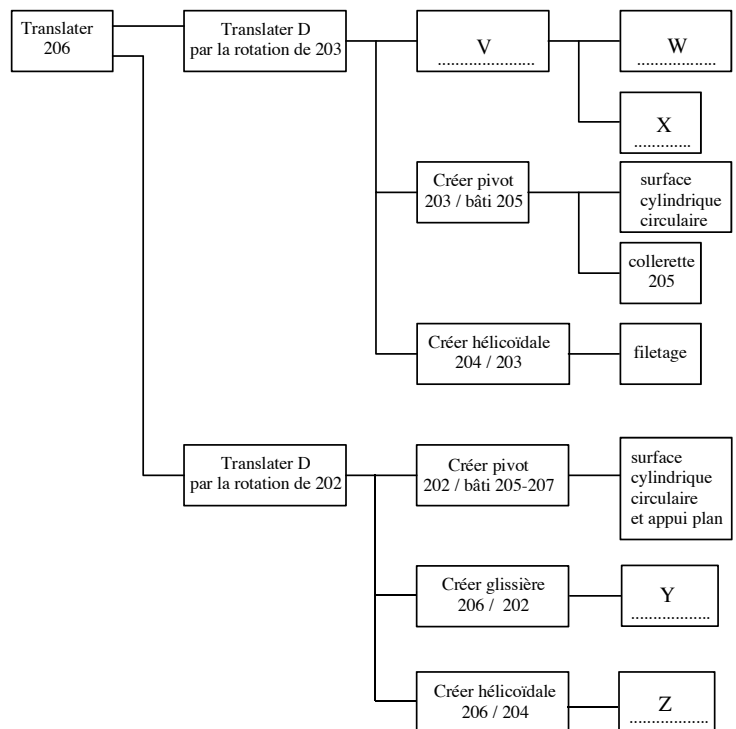 Translater
206
Translater D
par la rotation de 203
V
......................
W
..................
X
.............
Créer pivot
203 / bâti 205
surface
cylindrique
circulaire
collerette
205
Créer hélicoïdale
204 / 203
filetage
Translater D
par la rotation de 202
Créer pivot
202 / bâti 205-207
surface
cylindrique
circulaire
et appui plan
Créer glissière
206 / 202
Y
..................
Créer hélicoïdale
206 / 204
Z
..................